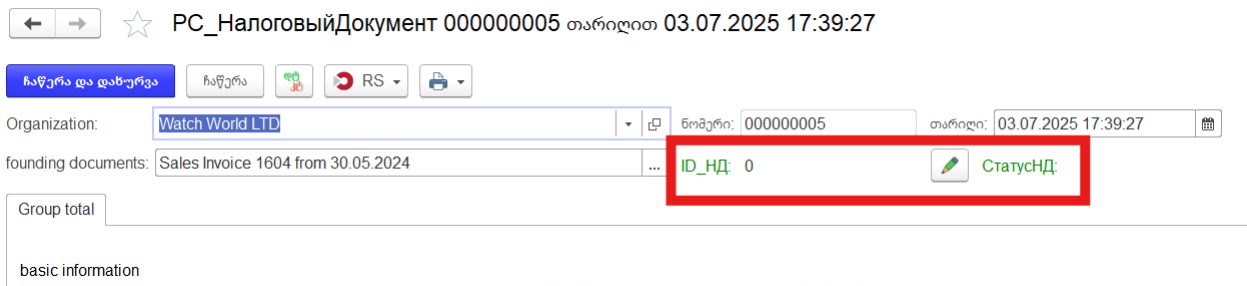 РС_НалоговыйДокумент 000000005 თარიღით 03.07.2025 17:39:27
ჩაწერა და დახურვა ჩაწერა დტ კტ RS
Organization: Watch World LTD ნომერი: 000000005 თარიღი: 03.07.2025 17:39:27
founding documents: Sales Invoice 1604 from 30.05.2024 ... ID_НД: 0 СтатусНД:
Group total
basic information